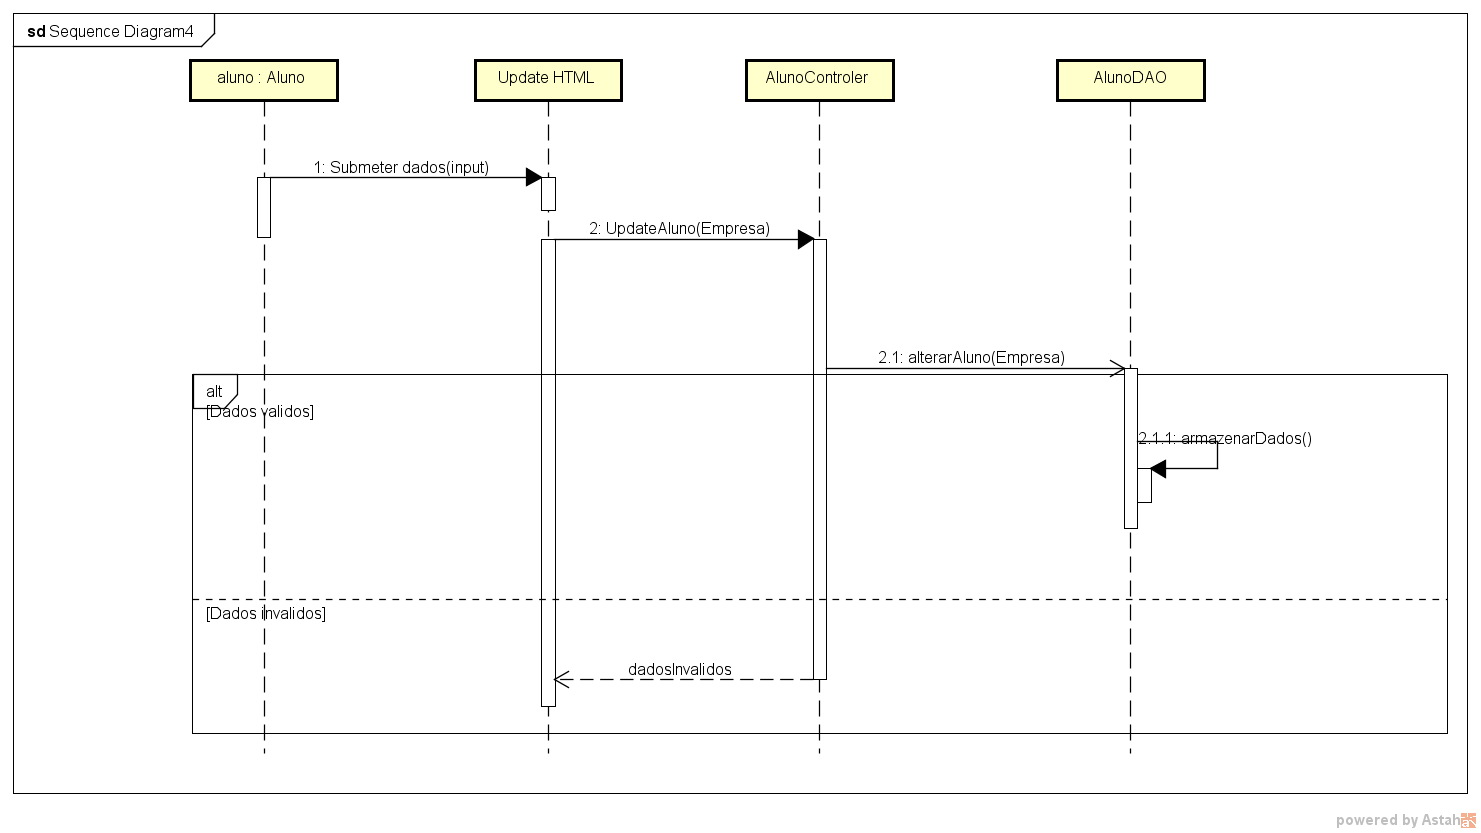 sd Sequence Diagram4
aluno : Aluno
Update HTML
AlunoControler
AlunoDAO
1: Submeter dados(input)
2: UpdateAluno(Empresa)
2.1: alterarAluno(Empresa)
alt
[Dados validos]
2.1.1: armazenarDados()
[Dados invalidos]
dadosInvalidos
powered by Astah